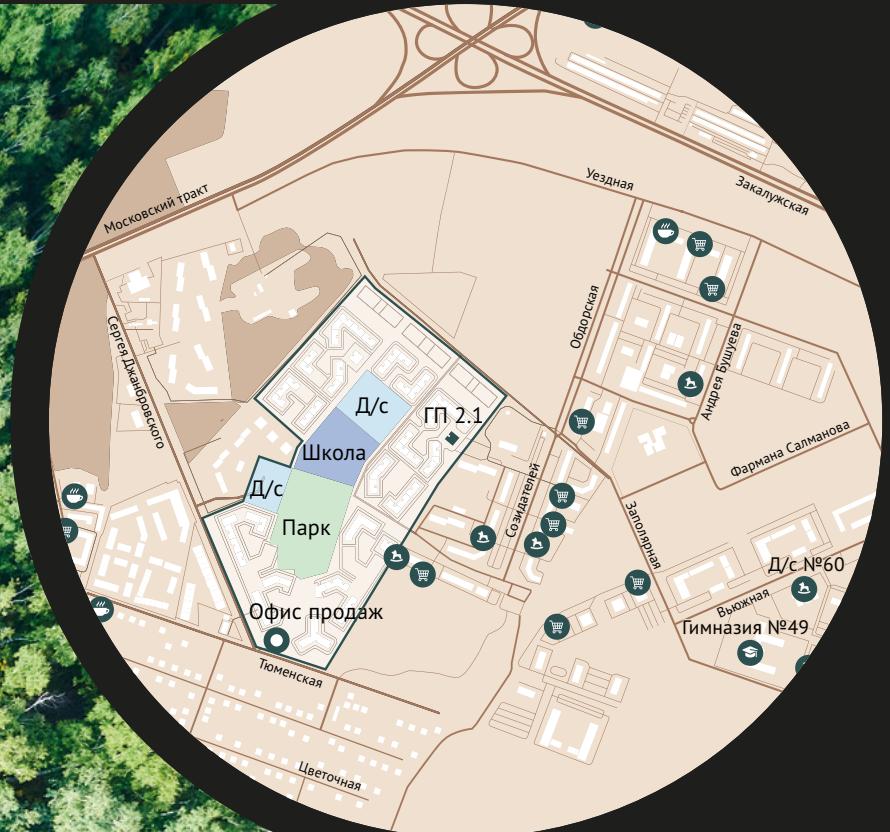 Уездная
Закалужская
Московский тракт
Обдорская
Сергея Джанбровского
Андрея Бушуева
Д/с
ГП 2.1
Школа
Фармана Салманова
Д/с
Созидателей
Парк
Заполярная
Д/с №60
Вьюжная
Офис продаж
Гимназия №49
Тюменская
Цветочная